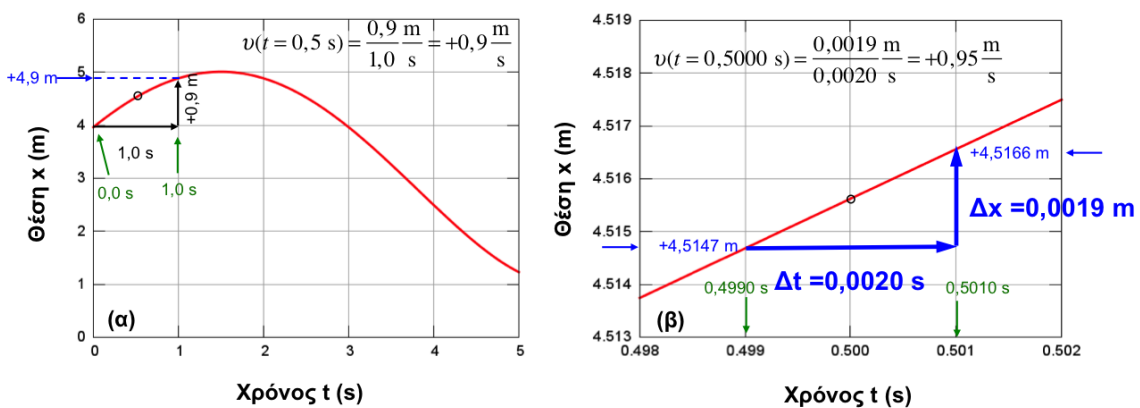 υ(t = 0,5 s) = 0,9/1,0 m/s = +0,9 m/s
+4,9 m
+0,9 m
1,0 s
0,0 s
1,0 s
6
5
4
3
2
1
0
Θέση x (m)
(α)
0 1 2 3 4 5
Χρόνος t (s)
υ(t = 0,5000 s) = 0,0019/0,0020 m/s = +0,95 m/s
4.519
4.518
4.517
4.516
4.515
4.514
4.513
Θέση x (m)
+4,5166 m
Δx =0,0019 m
+4,5147 m
Δt =0,0020 s
0,4990 s
0,5010 s
(β)
0.498 0.499 0.500 0.501 0.502
Χρόνος t (s)